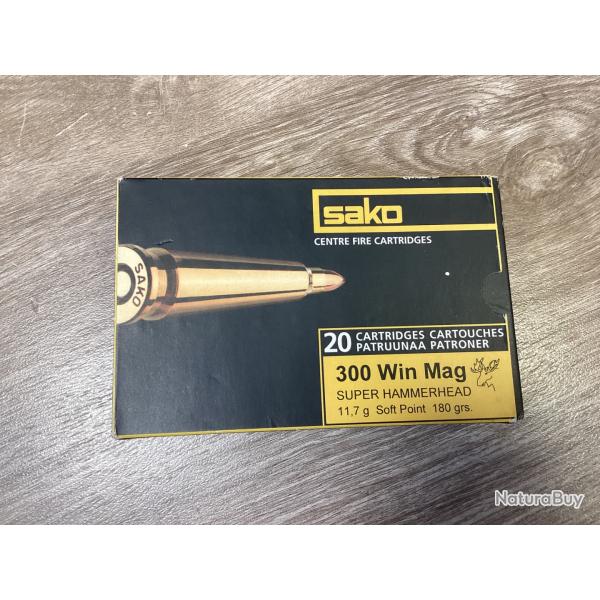 sako
CENTRE FIRE CARTRIDGES
SAKO
20 CARTRIDGES CARTOUCHES
PATRUUNAA PATRONER
300 Win Mag
SUPER HAMMERHEAD
11,7 g Soft Point 180 grs.
NaturaBuy